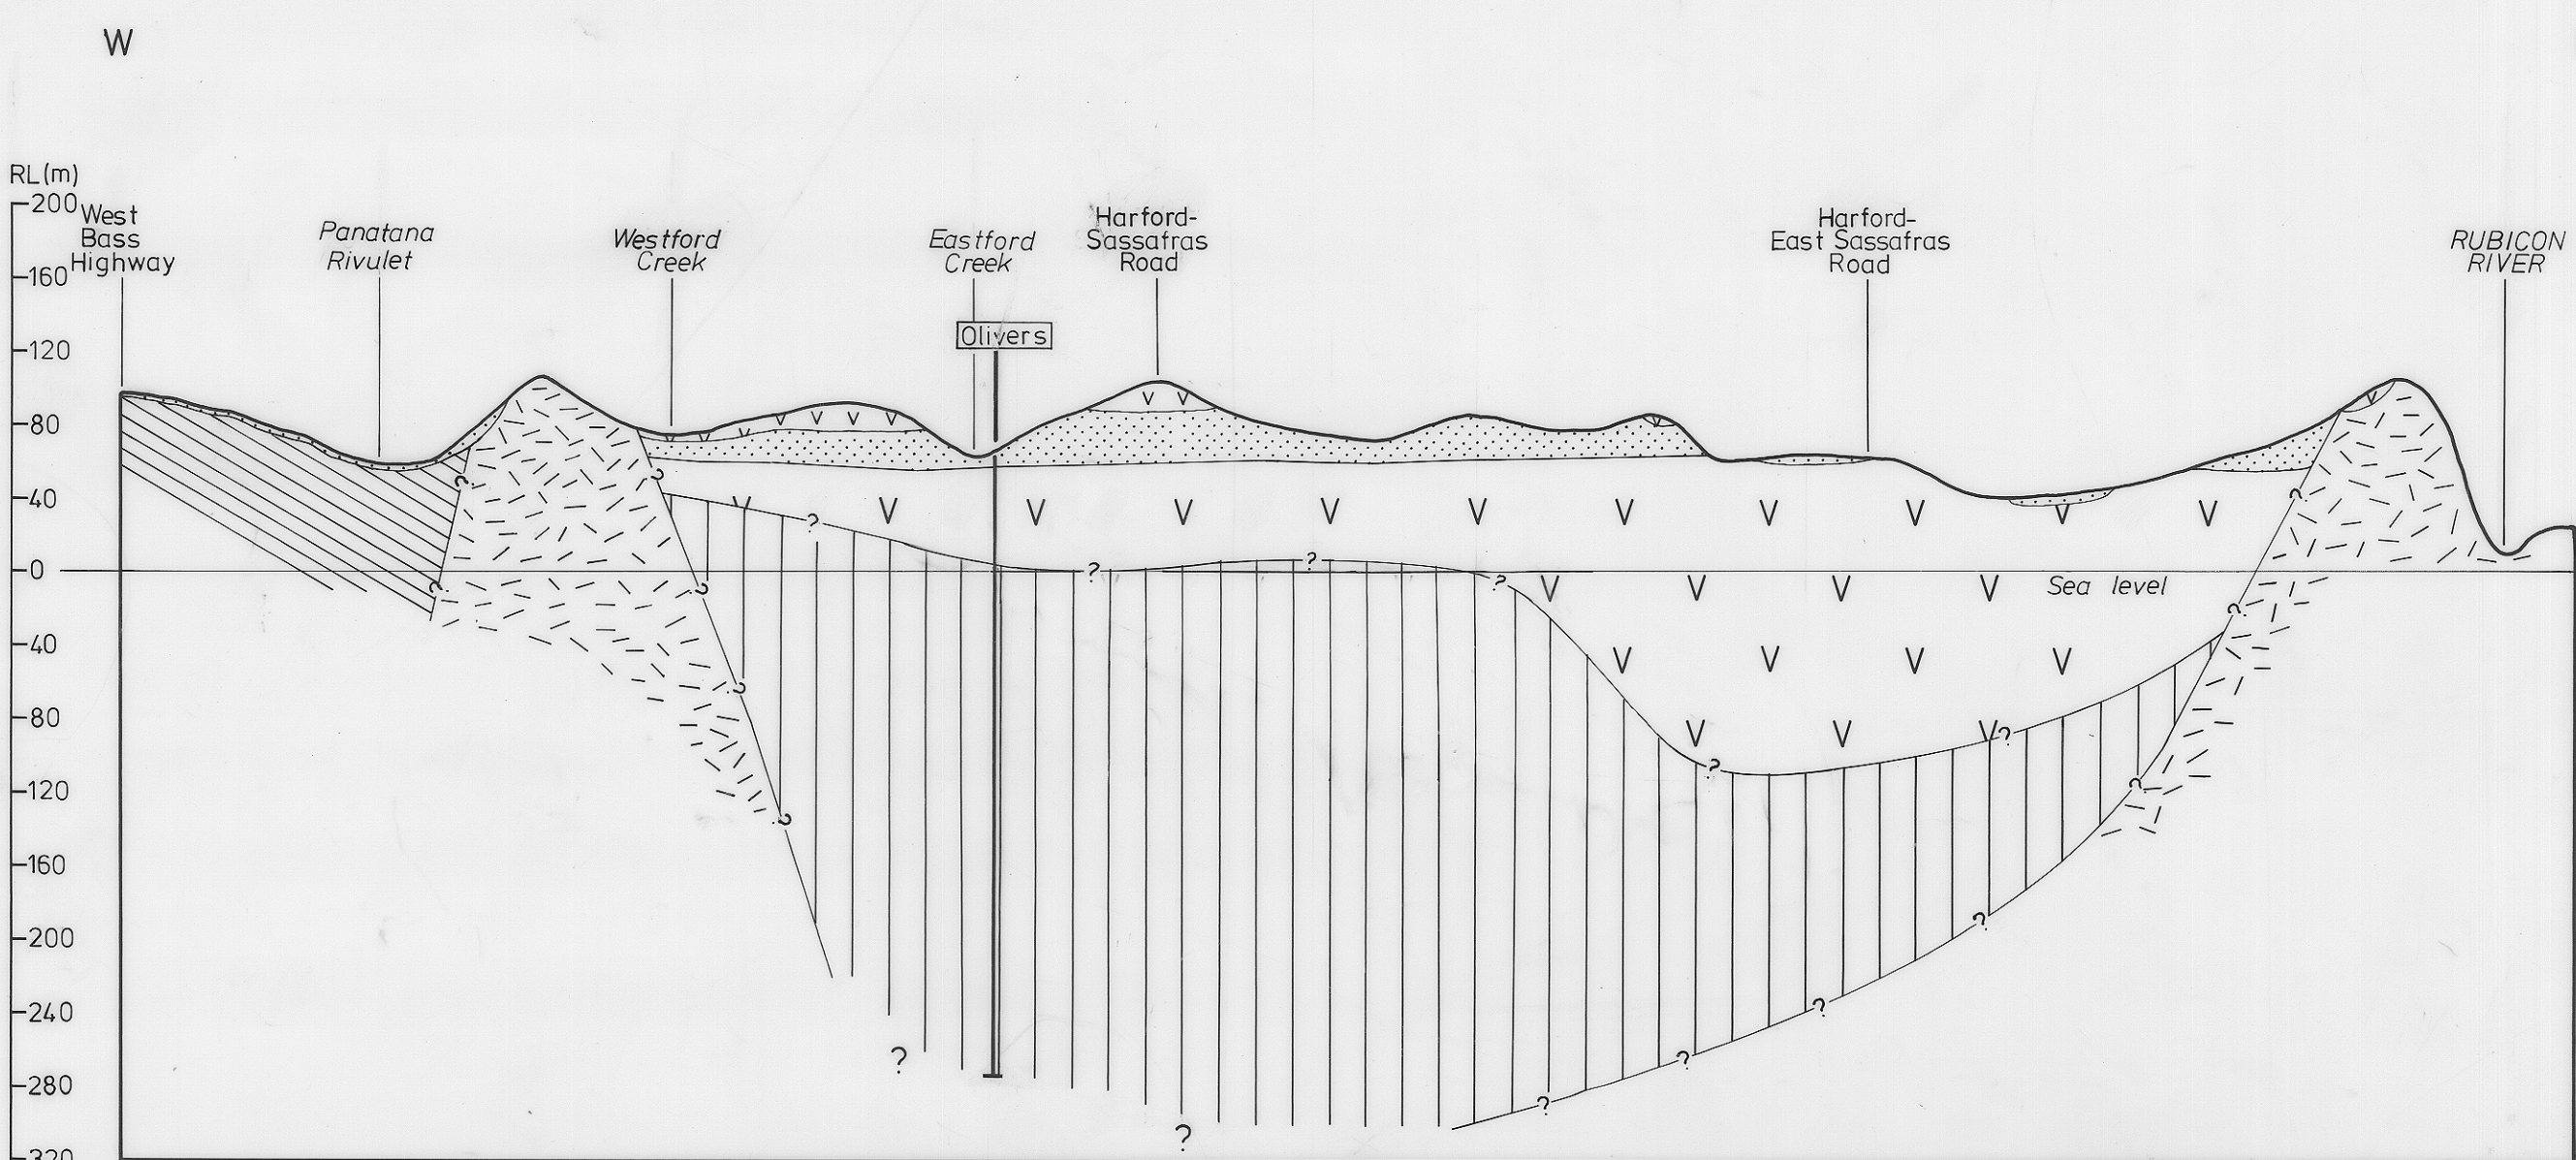 W
RL(m)
200
160
120
80
40
0
40
80
120
160
200
240
280
320
West
Bass
Highway
Panatana
Rivulet
Westford
Creek
Eastford
Creek
Olivers
Harford-
Sassafras
Road
Harford-
East Sassafras
Road
RUBICON
RIVER
Sea level